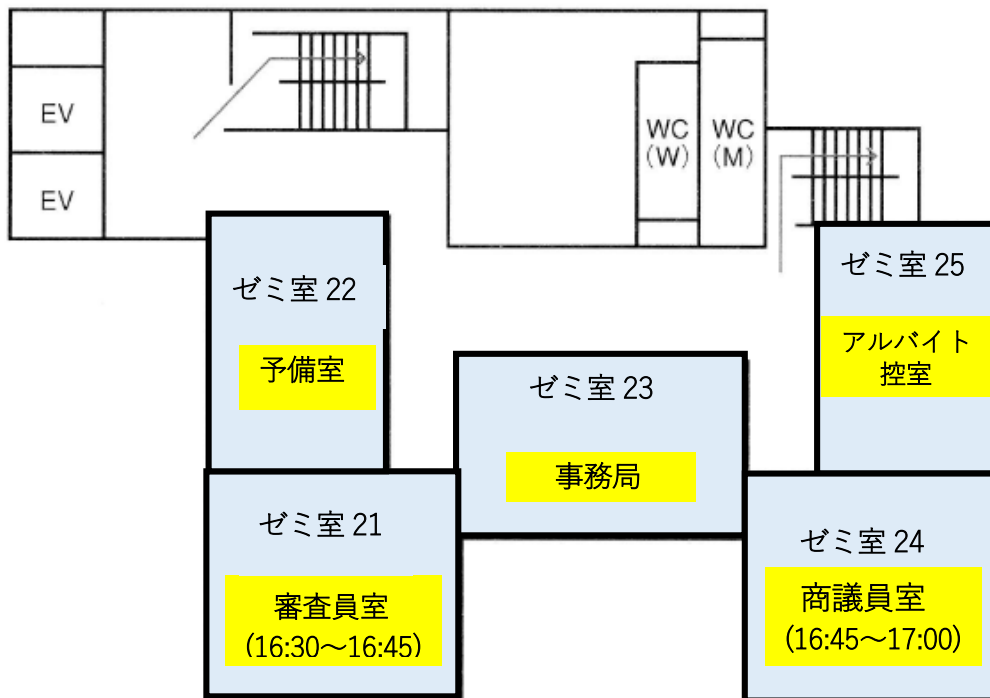 EV
EV
WC
(W)
WC
(M)
ゼミ室 22
予備室
ゼミ室 25
アルバイト
控室
ゼミ室 23
事務局
ゼミ室 21
審査員室
(16:30～16:45)
ゼミ室 24
商議員室
(16:45～17:00)